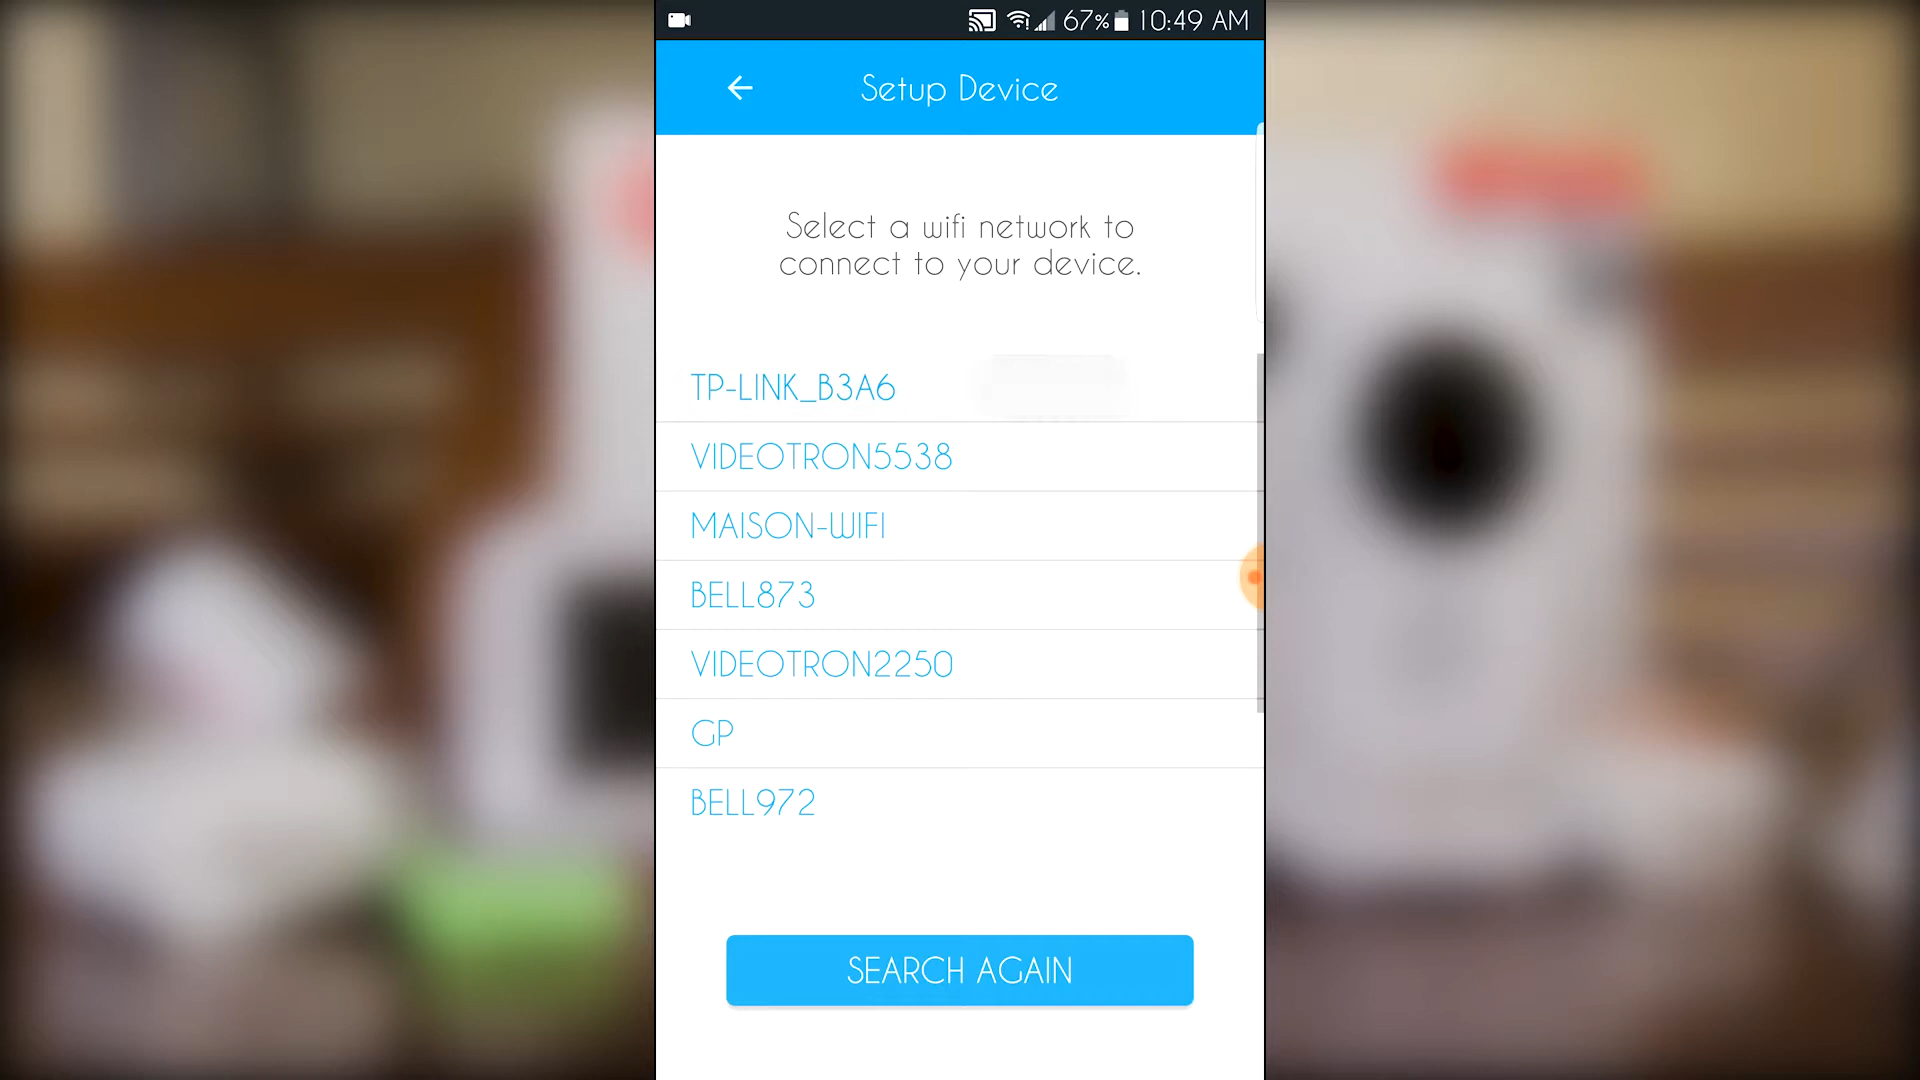 67% 10:49 AM
Setup Device
Select a wifi network to
connect to your device.
TP-LINK_B3A6
VIDEOTRON5538
MAISON-WIFI
BELL873
VIDEOTRON2250
GP
BELL972
SEARCH AGAIN